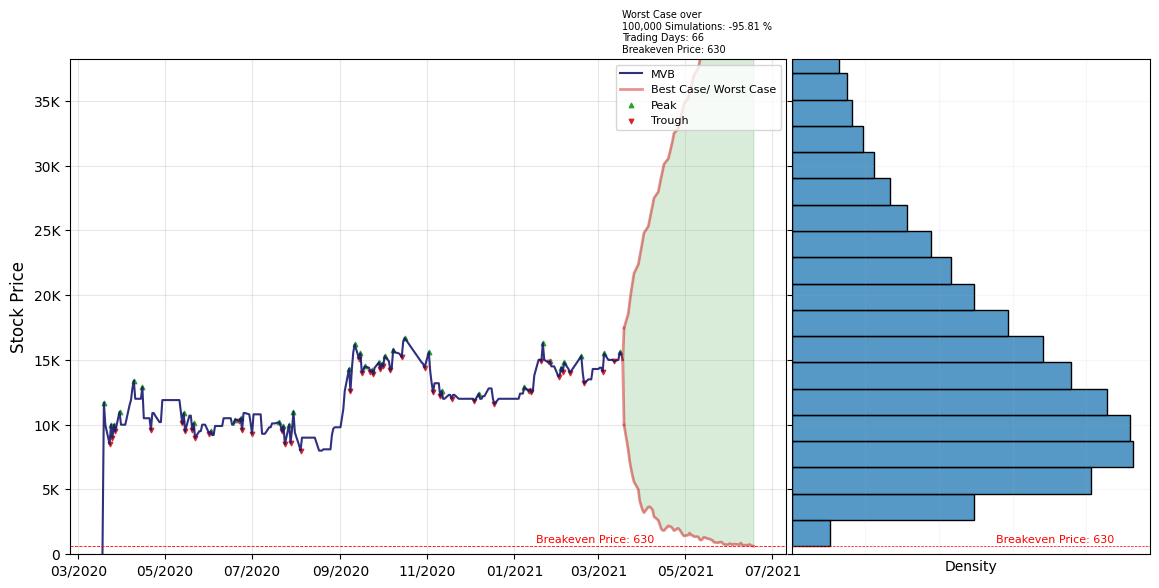 Worst Case over
100,000 Simulations: -95.81 %
Trading Days: 66
Breakeven Price: 630
MVB
Best Case/ Worst Case
Peak
Trough
Stock Price
35K
30K
25K
20K
15K
10K
5K
0
Breakeven Price: 630
Breakeven Price: 630
03/2020 05/2020 07/2020 09/2020 11/2020 01/2021 03/2021 05/2021 07/2021
Density